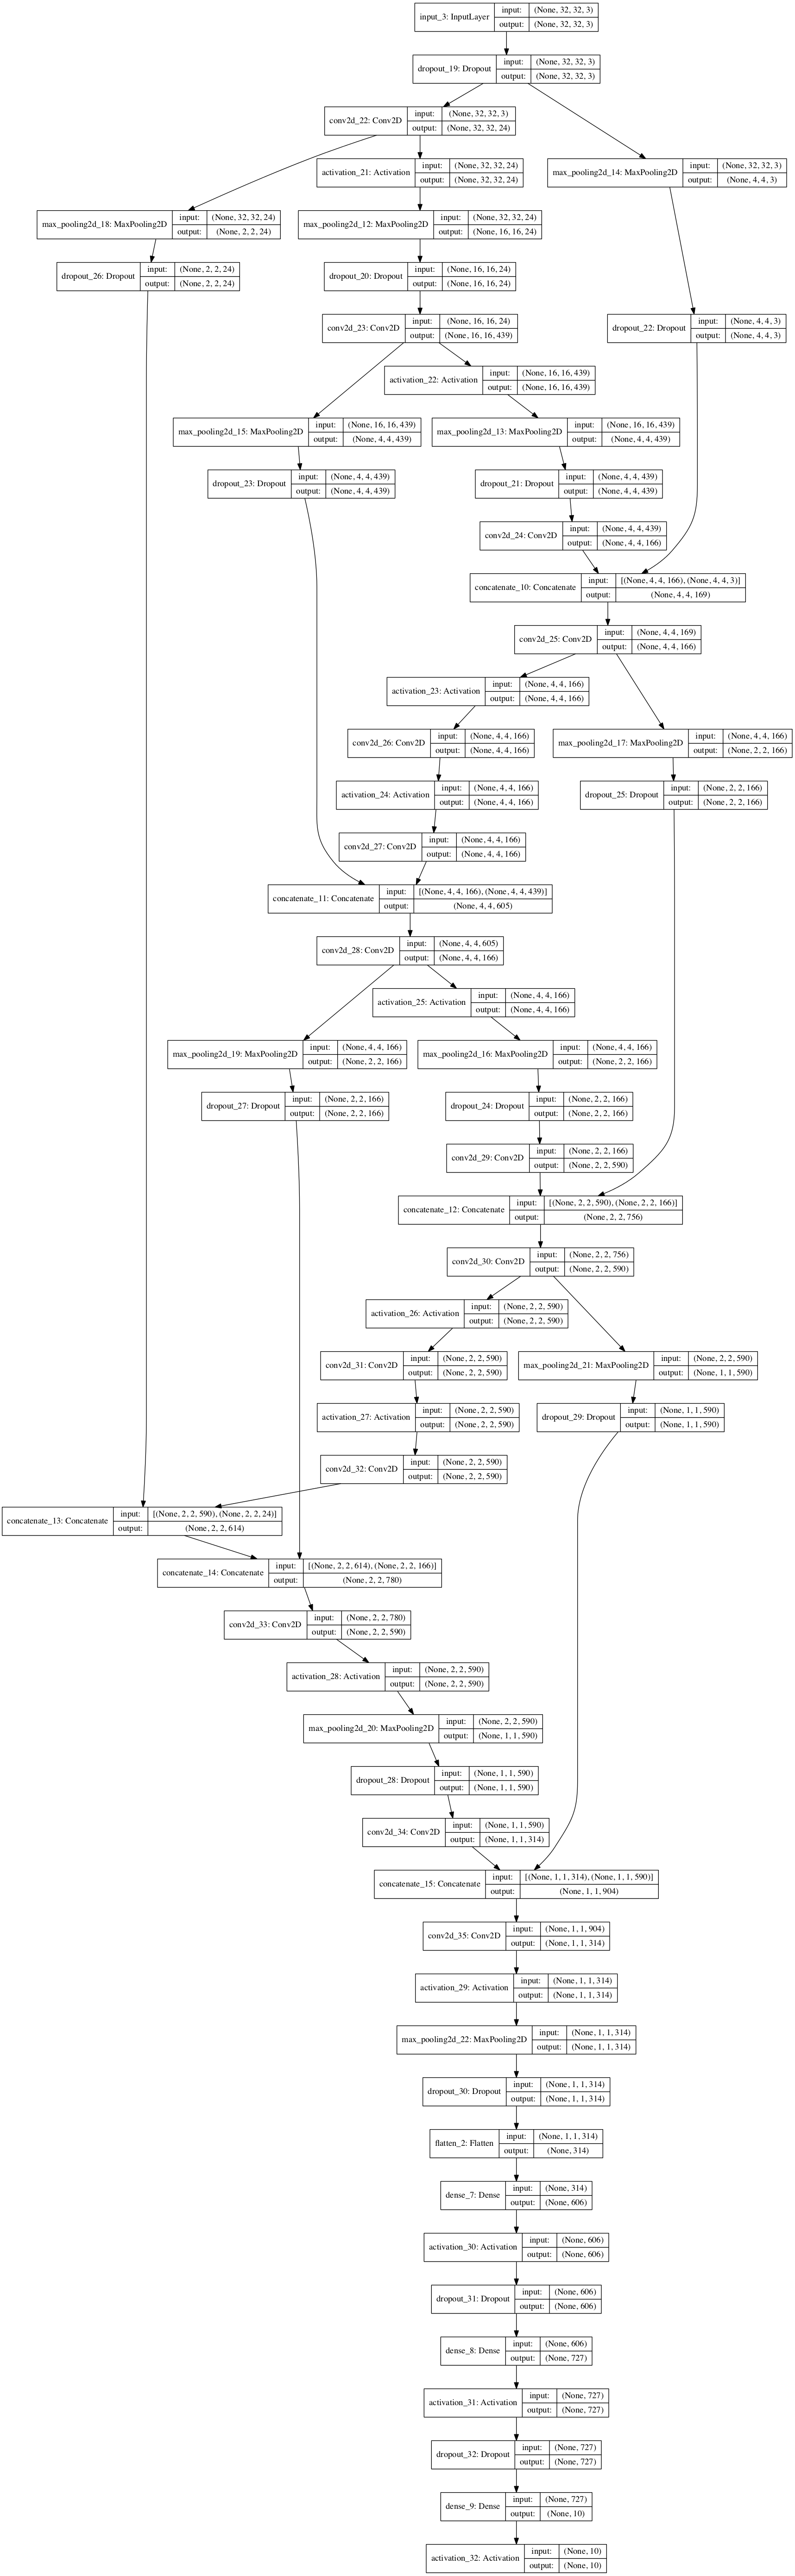 input_3: InputLayer input: (None, 32, 32, 3)
output: (None, 32, 32, 3)
dropout_19: Dropout input: (None, 32, 32, 3)
output: (None, 32, 32, 3)
conv2d_22: Conv2D input: (None, 32, 32, 3)
output: (None, 32, 32, 24)
activation_21: Activation input: (None, 32, 32, 24)
output: (None, 32, 32, 24)
max_pooling2d_14: MaxPooling2D input: (None, 32, 32, 3)
output: (None, 4, 4, 3)
max_pooling2d_18: MaxPooling2D input: (None, 32, 32, 24)
output: (None, 2, 2, 24)
max_pooling2d_12: MaxPooling2D input: (None, 32, 32, 24)
output: (None, 16, 16, 24)
dropout_26: Dropout input: (None, 2, 2, 24)
output: (None, 2, 2, 24)
dropout_20: Dropout input: (None, 16, 16, 24)
output: (None, 16, 16, 24)
conv2d_23: Conv2D input: (None, 16, 16, 24)
output: (None, 16, 16, 439)
dropout_22: Dropout input: (None, 4, 4, 3)
output: (None, 4, 4, 3)
activation_22: Activation input: (None, 16, 16, 439)
output: (None, 16, 16, 439)
max_pooling2d_15: MaxPooling2D input: (None, 16, 16, 439)
output: (None, 4, 4, 439)
max_pooling2d_13: MaxPooling2D input: (None, 16, 16, 439)
output: (None, 4, 4, 439)
dropout_23: Dropout input: (None, 4, 4, 439)
output: (None, 4, 4, 439)
dropout_21: Dropout input: (None, 4, 4, 439)
output: (None, 4, 4, 439)
conv2d_24: Conv2D input: (None, 4, 4, 439)
output: (None, 4, 4, 166)
concatenate_10: Concatenate input: [(None, 4, 4, 166), (None, 4, 4, 3)]
output: (None, 4, 4, 169)
conv2d_25: Conv2D input: (None, 4, 4, 169)
output: (None, 4, 4, 166)
activation_23: Activation input: (None, 4, 4, 166)
output: (None, 4, 4, 166)
conv2d_26: Conv2D input: (None, 4, 4, 166)
output: (None, 4, 4, 166)
max_pooling2d_17: MaxPooling2D input: (None, 4, 4, 166)
output: (None, 2, 2, 166)
activation_24: Activation input: (None, 4, 4, 166)
output: (None, 4, 4, 166)
dropout_25: Dropout input: (None, 2, 2, 166)
output: (None, 2, 2, 166)
conv2d_27: Conv2D input: (None, 4, 4, 166)
output: (None, 4, 4, 166)
concatenate_11: Concatenate input: [(None, 4, 4, 166), (None, 4, 4, 439)]
output: (None, 4, 4, 605)
conv2d_28: Conv2D input: (None, 4, 4, 605)
output: (None, 4, 4, 166)
activation_25: Activation input: (None, 4, 4, 166)
output: (None, 4, 4, 166)
max_pooling2d_19: MaxPooling2D input: (None, 4, 4, 166)
output: (None, 2, 2, 166)
max_pooling2d_16: MaxPooling2D input: (None, 4, 4, 166)
output: (None, 2, 2, 166)
dropout_27: Dropout input: (None, 2, 2, 166)
output: (None, 2, 2, 166)
dropout_24: Dropout input: (None, 2, 2, 166)
output: (None, 2, 2, 166)
conv2d_29: Conv2D input: (None, 2, 2, 166)
output: (None, 2, 2, 590)
concatenate_12: Concatenate input: [(None, 2, 2, 590), (None, 2, 2, 166)]
output: (None, 2, 2, 756)
conv2d_30: Conv2D input: (None, 2, 2, 756)
output: (None, 2, 2, 590)
activation_26: Activation input: (None, 2, 2, 590)
output: (None, 2, 2, 590)
conv2d_31: Conv2D input: (None, 2, 2, 590)
output: (None, 2, 2, 590)
max_pooling2d_21: MaxPooling2D input: (None, 2, 2, 590)
output: (None, 1, 1, 590)
activation_27: Activation input: (None, 2, 2, 590)
output: (None, 2, 2, 590)
dropout_29: Dropout input: (None, 1, 1, 590)
output: (None, 1, 1, 590)
conv2d_32: Conv2D input: (None, 2, 2, 590)
output: (None, 2, 2, 590)
concatenate_13: Concatenate input: [(None, 2, 2, 590), (None, 2, 2, 24)]
output: (None, 2, 2, 614)
concatenate_14: Concatenate input: [(None, 2, 2, 614), (None, 2, 2, 166)]
output: (None, 2, 2, 780)
conv2d_33: Conv2D input: (None, 2, 2, 780)
output: (None, 2, 2, 590)
activation_28: Activation input: (None, 2, 2, 590)
output: (None, 2, 2, 590)
max_pooling2d_20: MaxPooling2D input: (None, 2, 2, 590)
output: (None, 1, 1, 590)
dropout_28: Dropout input: (None, 1, 1, 590)
output: (None, 1, 1, 590)
conv2d_34: Conv2D input: (None, 1, 1, 590)
output: (None, 1, 1, 314)
concatenate_15: Concatenate input: [(None, 1, 1, 314), (None, 1, 1, 590)]
output: (None, 1, 1, 904)
conv2d_35: Conv2D input: (None, 1, 1, 904)
output: (None, 1, 1, 314)
activation_29: Activation input: (None, 1, 1, 314)
output: (None, 1, 1, 314)
max_pooling2d_22: MaxPooling2D input: (None, 1, 1, 314)
output: (None, 1, 1, 314)
dropout_30: Dropout input: (None, 1, 1, 314)
output: (None, 1, 1, 314)
flatten_2: Flatten input: (None, 1, 1, 314)
output: (None, 314)
dense_7: Dense input: (None, 314)
output: (None, 606)
activation_30: Activation input: (None, 606)
output: (None, 606)
dropout_31: Dropout input: (None, 606)
output: (None, 606)
dense_8: Dense input: (None, 606)
output: (None, 727)
activation_31: Activation input: (None, 727)
output: (None, 727)
dropout_32: Dropout input: (None, 727)
output: (None, 727)
dense_9: Dense input: (None, 727)
output: (None, 10)
activation_32: Activation input: (None, 10)
output: (None, 10)